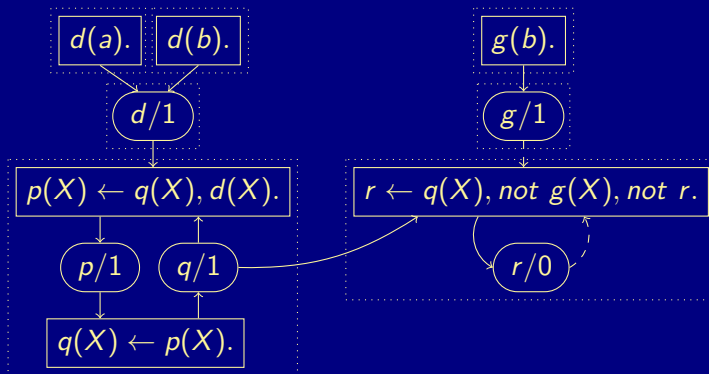 d(a). d(b). g(b).
d/1 g/1
p(X) ← q(X), d(X). r ← q(X), not g(X), not r.
p/1 q/1 r/0
q(X) ← p(X).